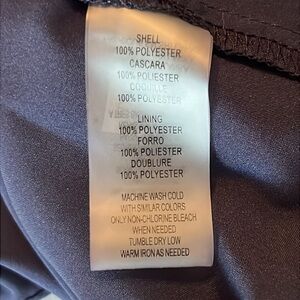 SHELL
100% POLYESTER
CASCARA
100% POLIESTER
COQUILLE
100% POLYESTER
LINING
100% POLYESTER
FORRO
100% POLIESTER
DOUBLURE
100% POLYESTER
MACHINE WASH COLD
WITH SIMILAR COLORS
ONLY NON-CHLORINE BLEACH
WHEN NEEDED
TUMBLE DRY LOW
WARM IRON AS NEEDED